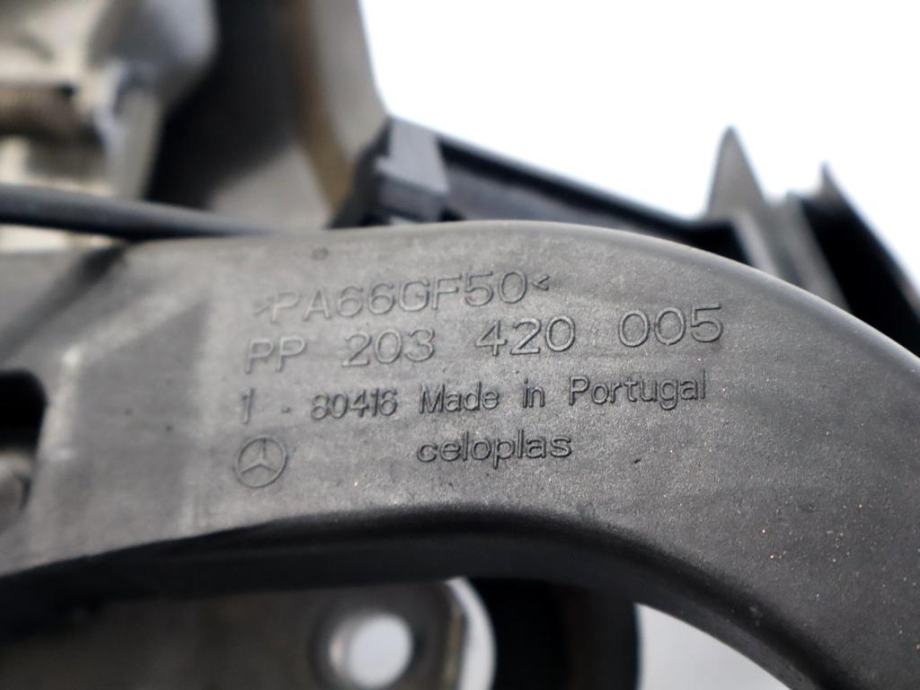 >PA66GF50<
PP 203 420 005
1 - 80416 Made in Portugal
celoplas